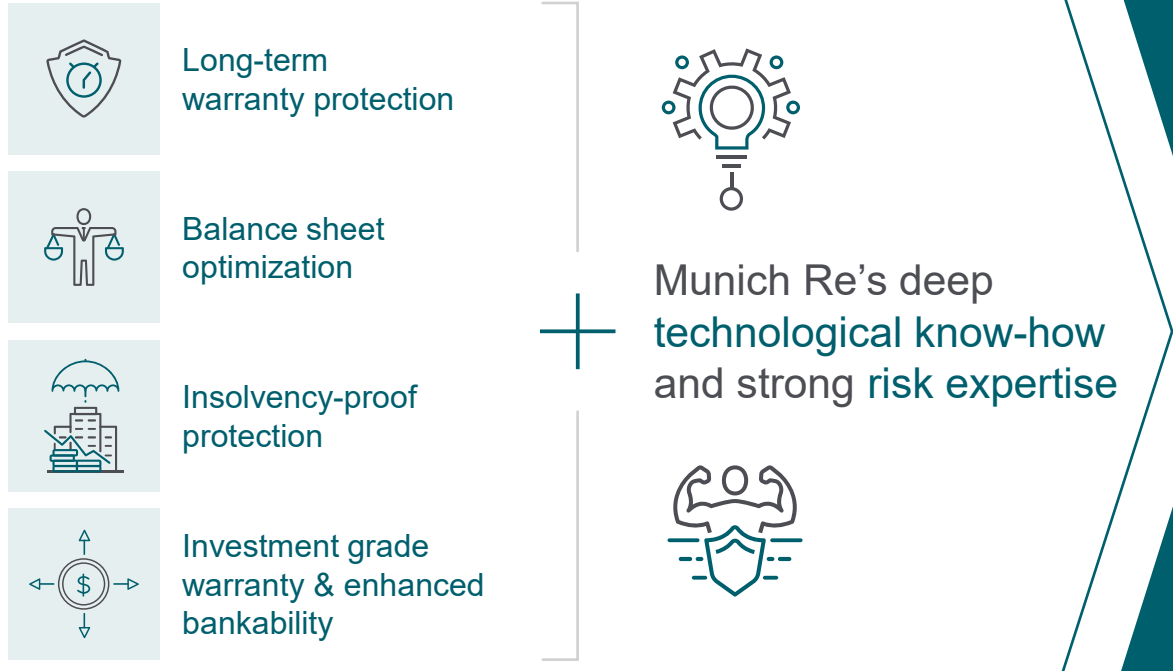 Long-term
warranty protection
Balance sheet
optimization
Insolvency-proof
protection
$
Investment grade
warranty & enhanced
bankability
Munich Re’s deep
technological know-how
and strong risk expertise